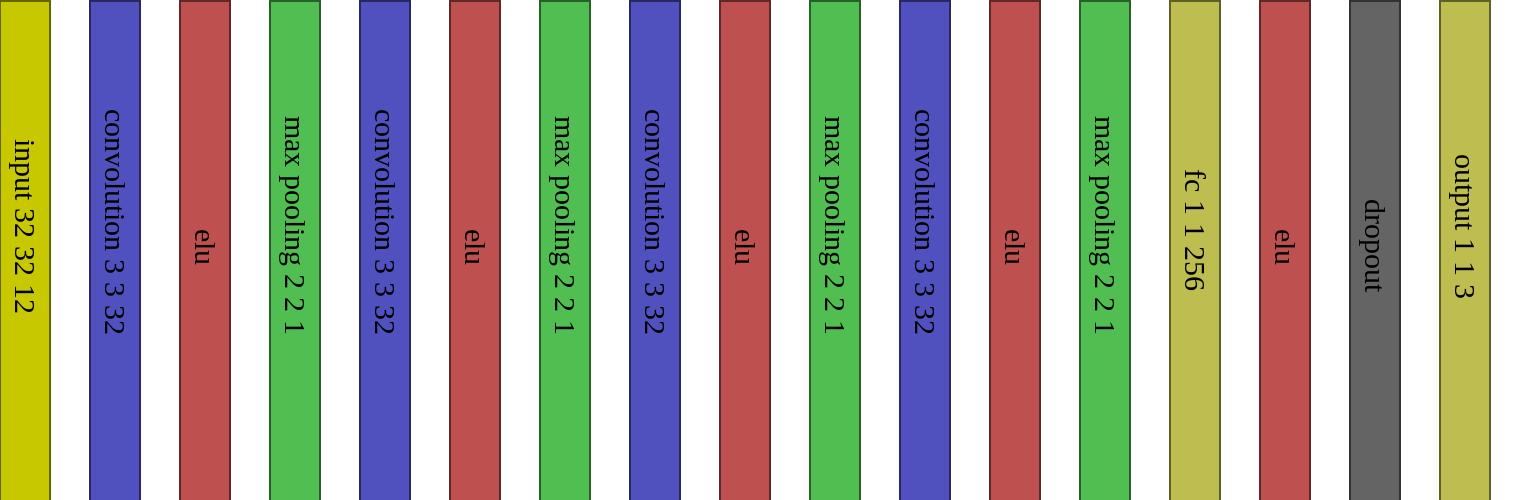 input 32 32 12
convolution 3 3 32
elu
max pooling 2 2 1
convolution 3 3 32
elu
max pooling 2 2 1
convolution 3 3 32
elu
max pooling 2 2 1
convolution 3 3 32
elu
max pooling 2 2 1
fc 1 1 256
elu
dropout
output 1 1 3